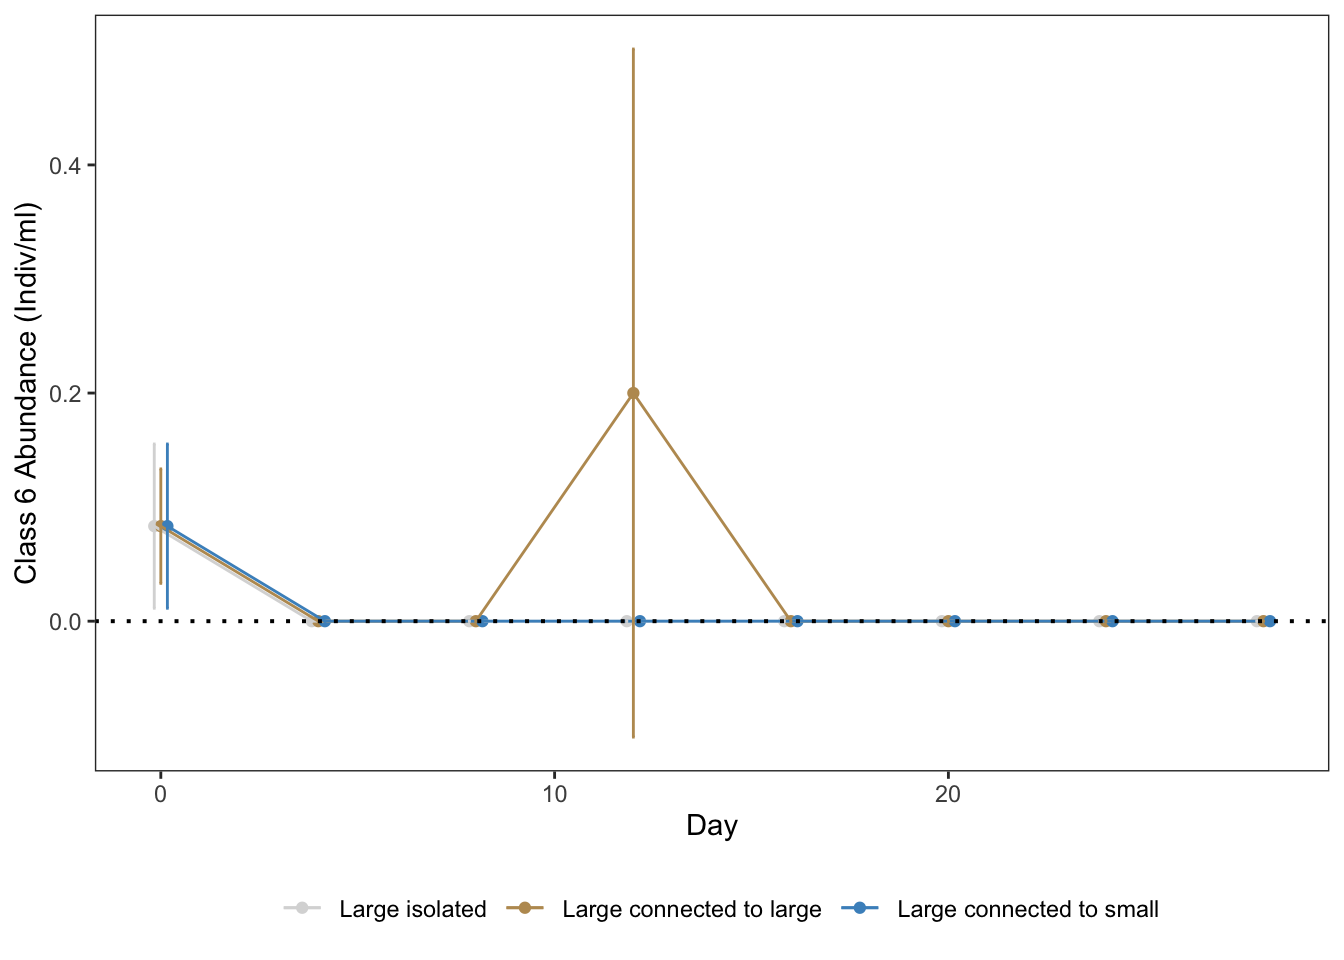 Class 6 Abundance (Indiv/ml)
0.4
0.2
0.0
0
10
20
Day
Large isolated
Large connected to large
Large connected to small